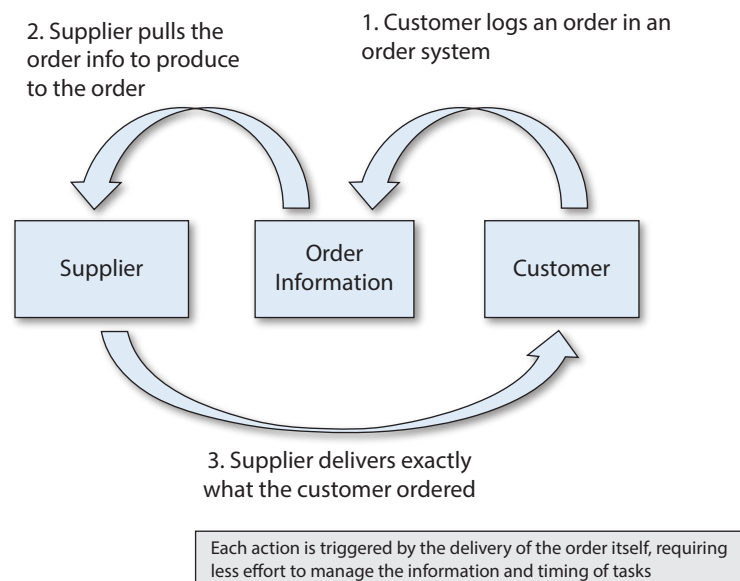 2. Supplier pulls the
order info to produce
to the order
1. Customer logs an order in an
order system
Supplier
Order
Information
Customer
3. Supplier delivers exactly
what the customer ordered
Each action is triggered by the delivery of the order itself, requiring
less effort to manage the information and timing of tasks